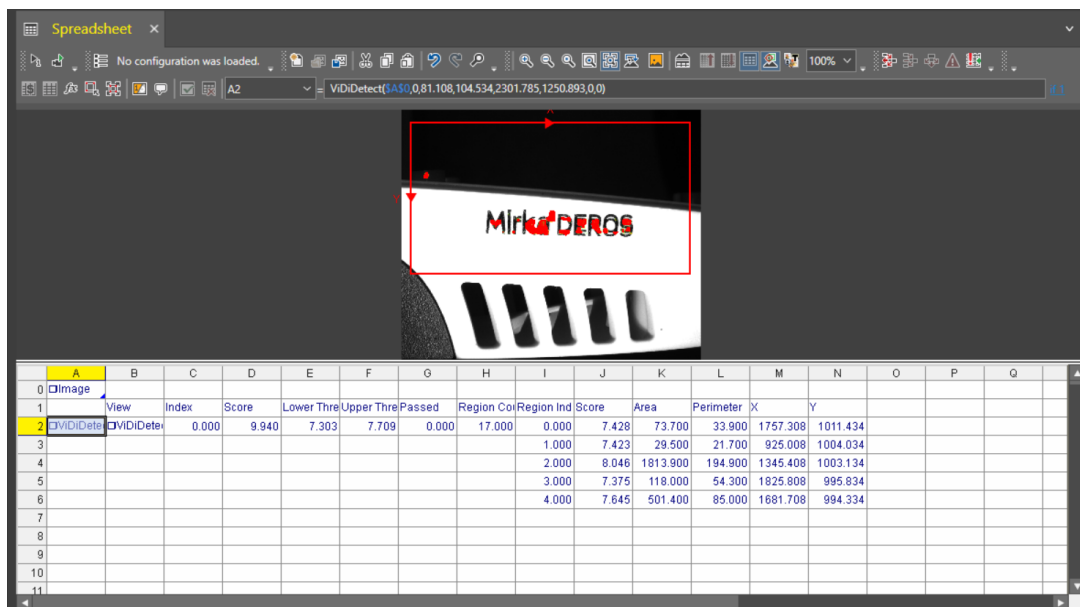 Spreadsheet ×
No configuration was loaded. 100%
A2 = ViDiDetect($A$0,0,81.108,104.534,2301.785,1250.893,0,0)
X
Y
Mirka DEROS
A B C D E F G H I J K L M N O P Q
0 Image
1 View Index Score Lower Thre Upper Thre Passed Region Cou Region Ind Score Area Perimeter X Y
2 ViDiDete ViDiDete 0.000 9.940 7.303 7.709 0.000 17.000 0.000 7.428 73.700 33.900 1757.308 1011.434
3 1.000 7.423 29.500 21.700 925.008 1004.034
4 2.000 8.046 1813.900 194.900 1345.408 1003.134
5 3.000 7.375 118.000 54.300 1825.808 995.834
6 4.000 7.645 501.400 85.000 1681.708 994.334
7
8
9
10
11